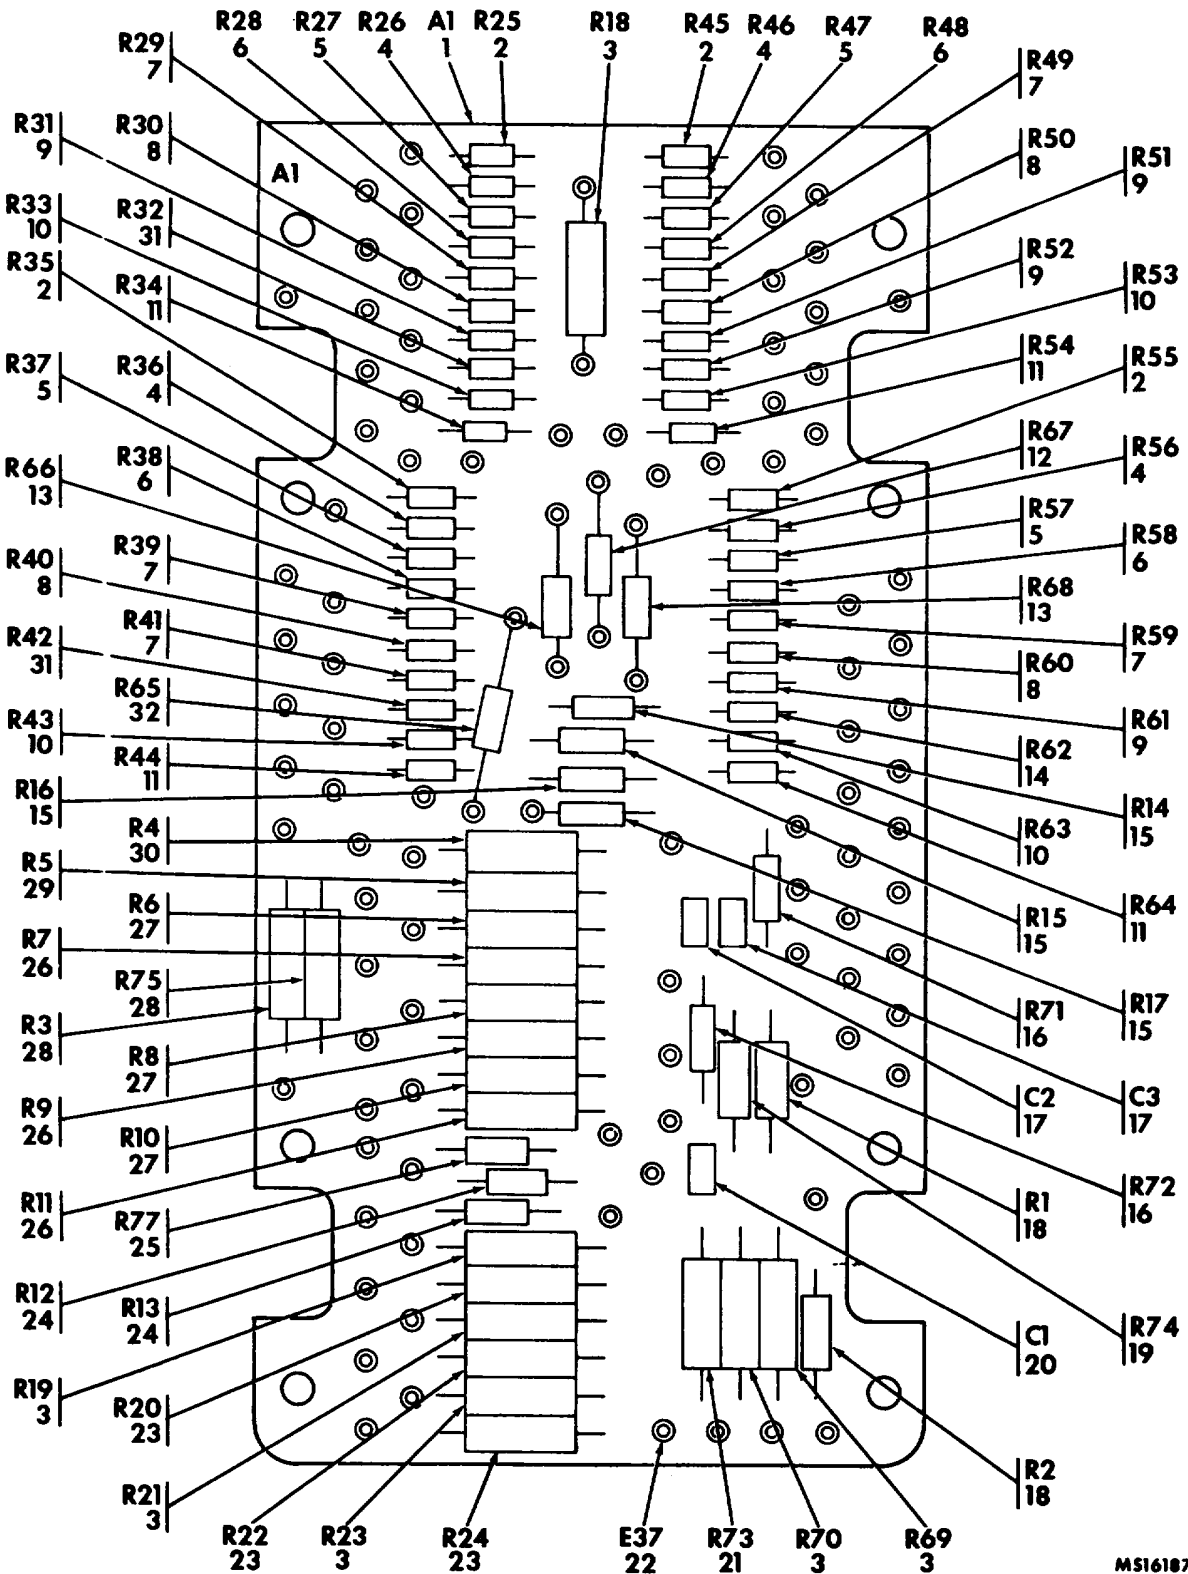 R28 R27 R26 A1 R25 R18 R45 R46 R47 R48
6 5 4 1 2 3 2 4 5 6
R29
7
R49
7
R31
9
R30
8
R50
8
R51
9
A1
R33
10
R32
31
R52
9
R53
10
R35
2
R34
11
R54
11
R55
2
R37
5
R36
4
R67
12
R56
4
R66
13
R38
6
R57
5
R58
6
R40
8
R39
7
R68
13
R59
7
R42
31
R41
7
R60
8
R61
9
R43
10
R65
32
R62
14
R14
15
R16
15
R44
11
R63
10
R64
11
R5
29
R4
30
R15
15
R17
15
R7
26
R6
27
R71
16
C3
17
R3
28
R75
28
C2
17
R72
16
R9
26
R8
27
R1
18
R74
19
R11
26
R10
27
C1
20
R12
24
R77
25
R2
18
R19
3
R13
24
R20
23
R21
3
R22 R23 R24 E37 R73 R70 R69
23 3 23 22 21 3 3
MS16187